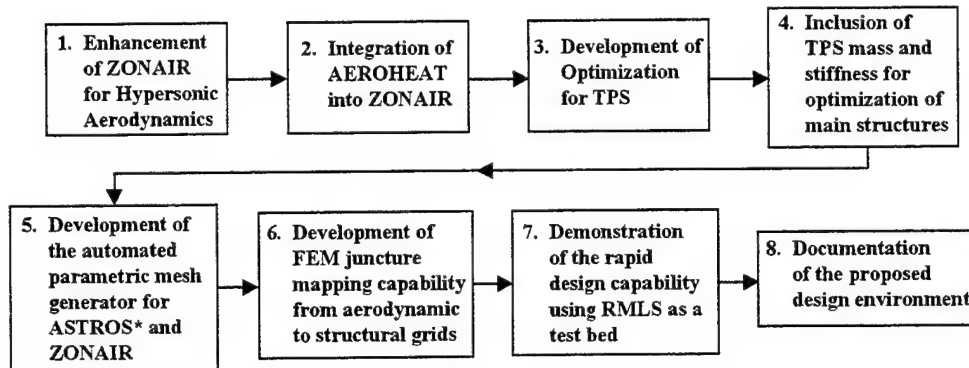 1. Enhancement
of ZONAIR
for Hypersonic
Aerodynamics
2. Integration of
AEROHEAT
into ZONAIR
3. Development of
Optimization
for TPS
4. Inclusion of
TPS mass and
stiffness for
optimization of
main structures
5. Development of
the automated
parametric mesh
generator for
ASTROS* and
ZONAIR
6. Development of
FEM juncture
mapping capability
from aerodynamic
to structural grids
7. Demonstration
of the rapid
design capability
using RMLS as a
test bed
8. Documentation
of the proposed
design environment